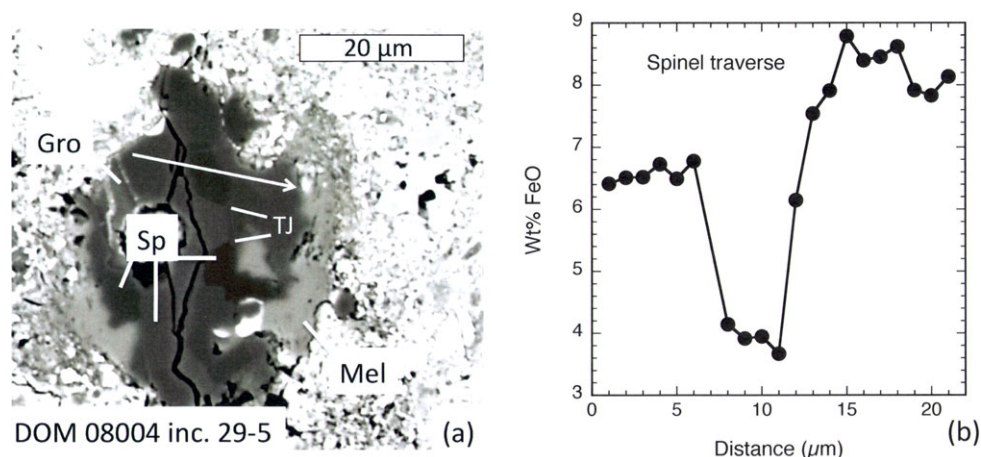 20 µm
Gro
TJ
Sp
Mel
DOM 08004 inc. 29-5
(a)
Spinel traverse
Wt% FeO
9
8
7
6
5
4
3
0
5
10
15
20
Distance (µm)
(b)